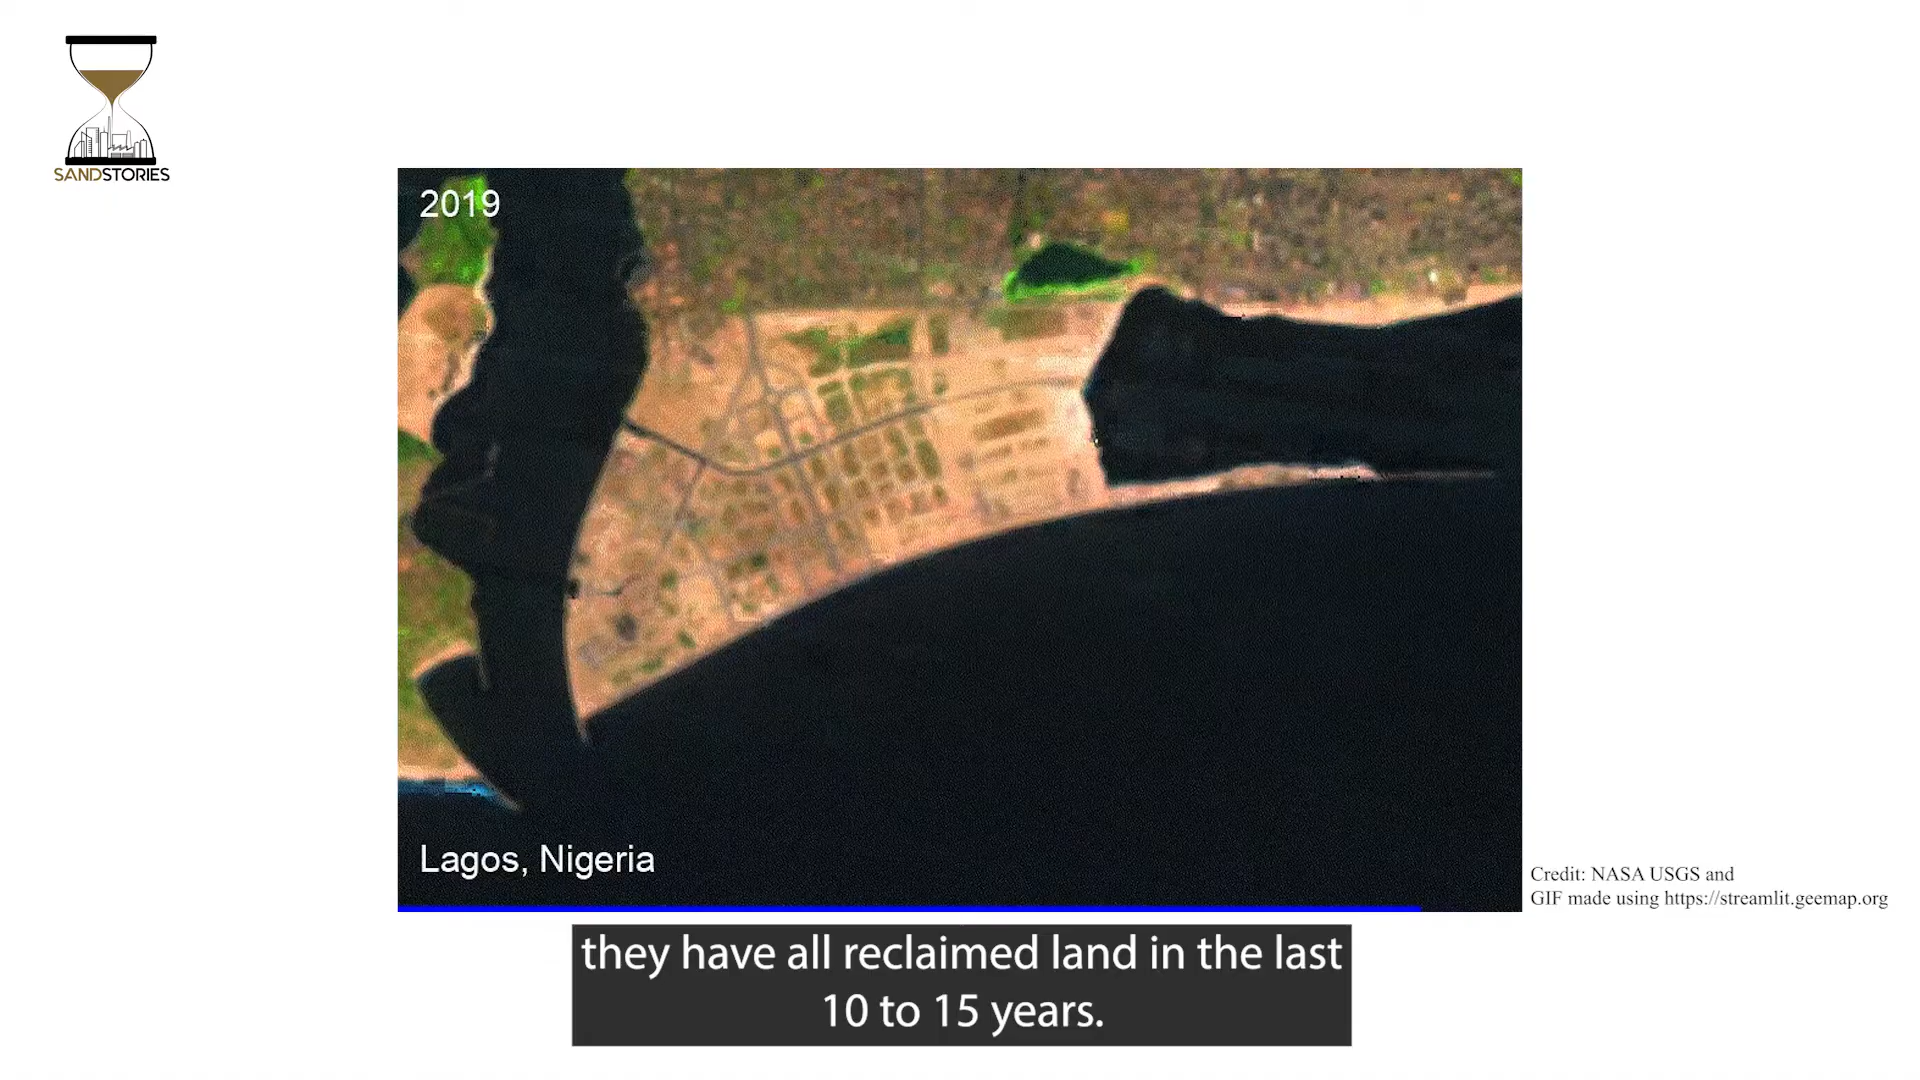 SANDSTORIES
2019
Lagos, Nigeria
Credit: NASA USGS and
GIF made using https://streamlit.geemap.org
they have all reclaimed land in the last
10 to 15 years.